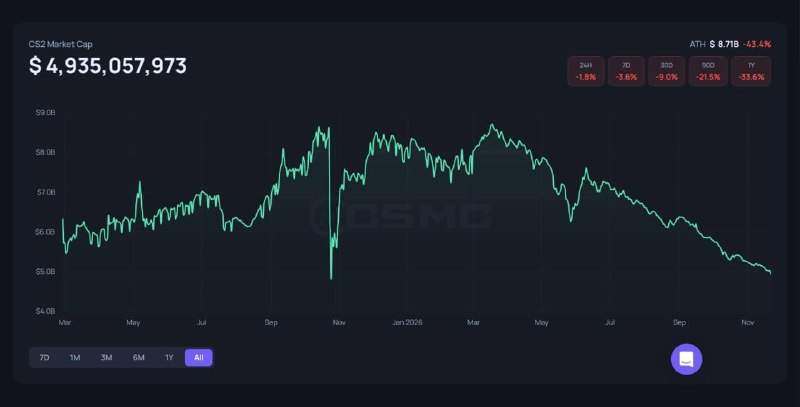 CS2 Market Cap
$ 4,935,057,973
ATH $ 8.71B -43.4%
24H 7D 30D 90D 1Y
-1.8% -3.6% -9.0% -21.5% -33.6%
$9.0B
$8.0B
$7.0B
$6.0B
$5.0B
$4.0B
COSMO
Mar May Jul Sep Nov Jan 2026 Mar May Jul Sep Nov
7D 1M 3M 6M 1Y All